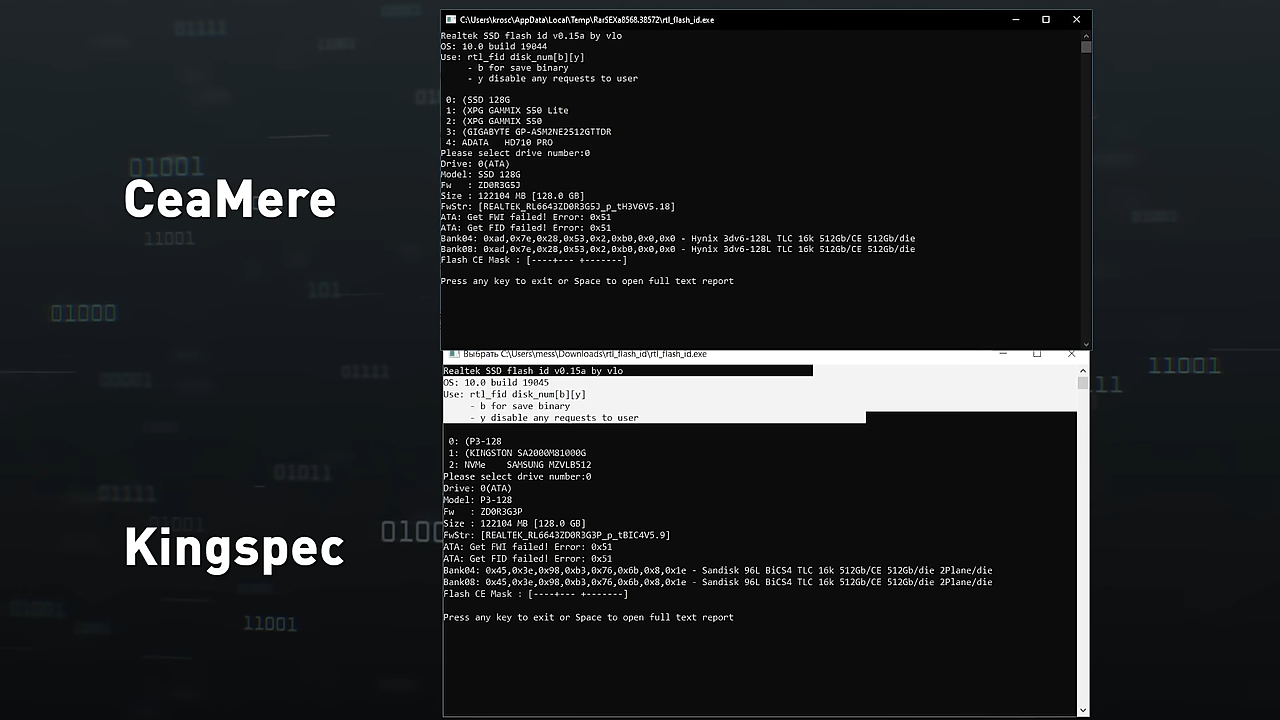 C:\Users\krosc\AppData\Local\Temp\RarSEXa8568.38572\rtl_flash_id.exe
Realtek SSD flash id v0.15a by vlo
OS: 10.0 build 19044
Use: rtl_fid disk_num[b][y]
- b for save binary
- y disable any requests to user
0: (SSD 128G
1: (XPG GAMMIX S50 Lite
2: (XPG GAMMIX S50
3: (GIGABYTE GP-ASM2NE2512GTTDR
4: ADATA HD710 PRO
Please select drive number:0
Drive: 0(ATA)
Model: SSD 128G
Fw : ZD0R3G5J
Size : 122104 MB [128.0 GB]
FwStr: [REALTEK_RL6643ZD0R3G5J_p_tH3V6V5.18]
ATA: Get FWI failed! Error: 0x51
ATA: Get FID failed! Error: 0x51
Bank04: 0xad,0x7e,0x28,0x53,0x2,0xb0,0x0,0x0 - Hynix 3dv6-128L TLC 16k 512Gb/CE 512Gb/die
Bank08: 0xad,0x7e,0x28,0x53,0x2,0xb0,0x0,0x0 - Hynix 3dv6-128L TLC 16k 512Gb/CE 512Gb/die
Flash CE Mask : [----+--- +-------]
Press any key to exit or Space to open full text report
CeaMere
Выбрать C:\Users\mess\Downloads\rtl_flash_id\rtl_flash_id.exe
Realtek SSD flash id v0.15a by vlo
OS: 10.0 build 19045
Use: rtl_fid disk_num[b][y]
- b for save binary
- y disable any requests to user
0: (P3-128
1: (KINGSTON SA2000M81000G
2: NVMe SAMSUNG MZVLB512
Please select drive number:0
Drive: 0(ATA)
Model: P3-128
Fw : ZD0R3G3P
Size : 122104 MB [128.0 GB]
FwStr: [REALTEK_RL6643ZD0R3G3P_p_tBIC4V5.9]
ATA: Get FWI failed! Error: 0x51
ATA: Get FID failed! Error: 0x51
Bank04: 0x45,0x3e,0x98,0xb3,0x76,0x6b,0x8,0x1e - Sandisk 96L BiCS4 TLC 16k 512Gb/CE 512Gb/die 2Plane/die
Bank08: 0x45,0x3e,0x98,0xb3,0x76,0x6b,0x8,0x1e - Sandisk 96L BiCS4 TLC 16k 512Gb/CE 512Gb/die 2Plane/die
Flash CE Mask : [----+--- +-------]
Press any key to exit or Space to open full text report
Kingspec
01001
11001
101
01000
01111
11001
01011
11111
11001